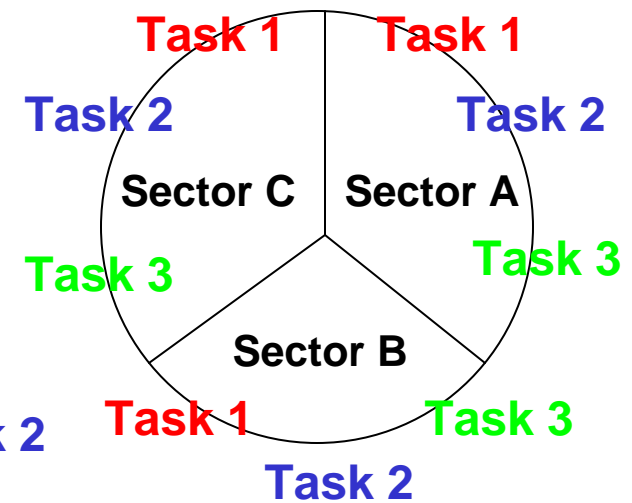 Task 1
Task 1
Task 2
Task 2
Sector C
Sector A
Task 3
Task 3
Sector B
Task 1
Task 3
2
Task 2